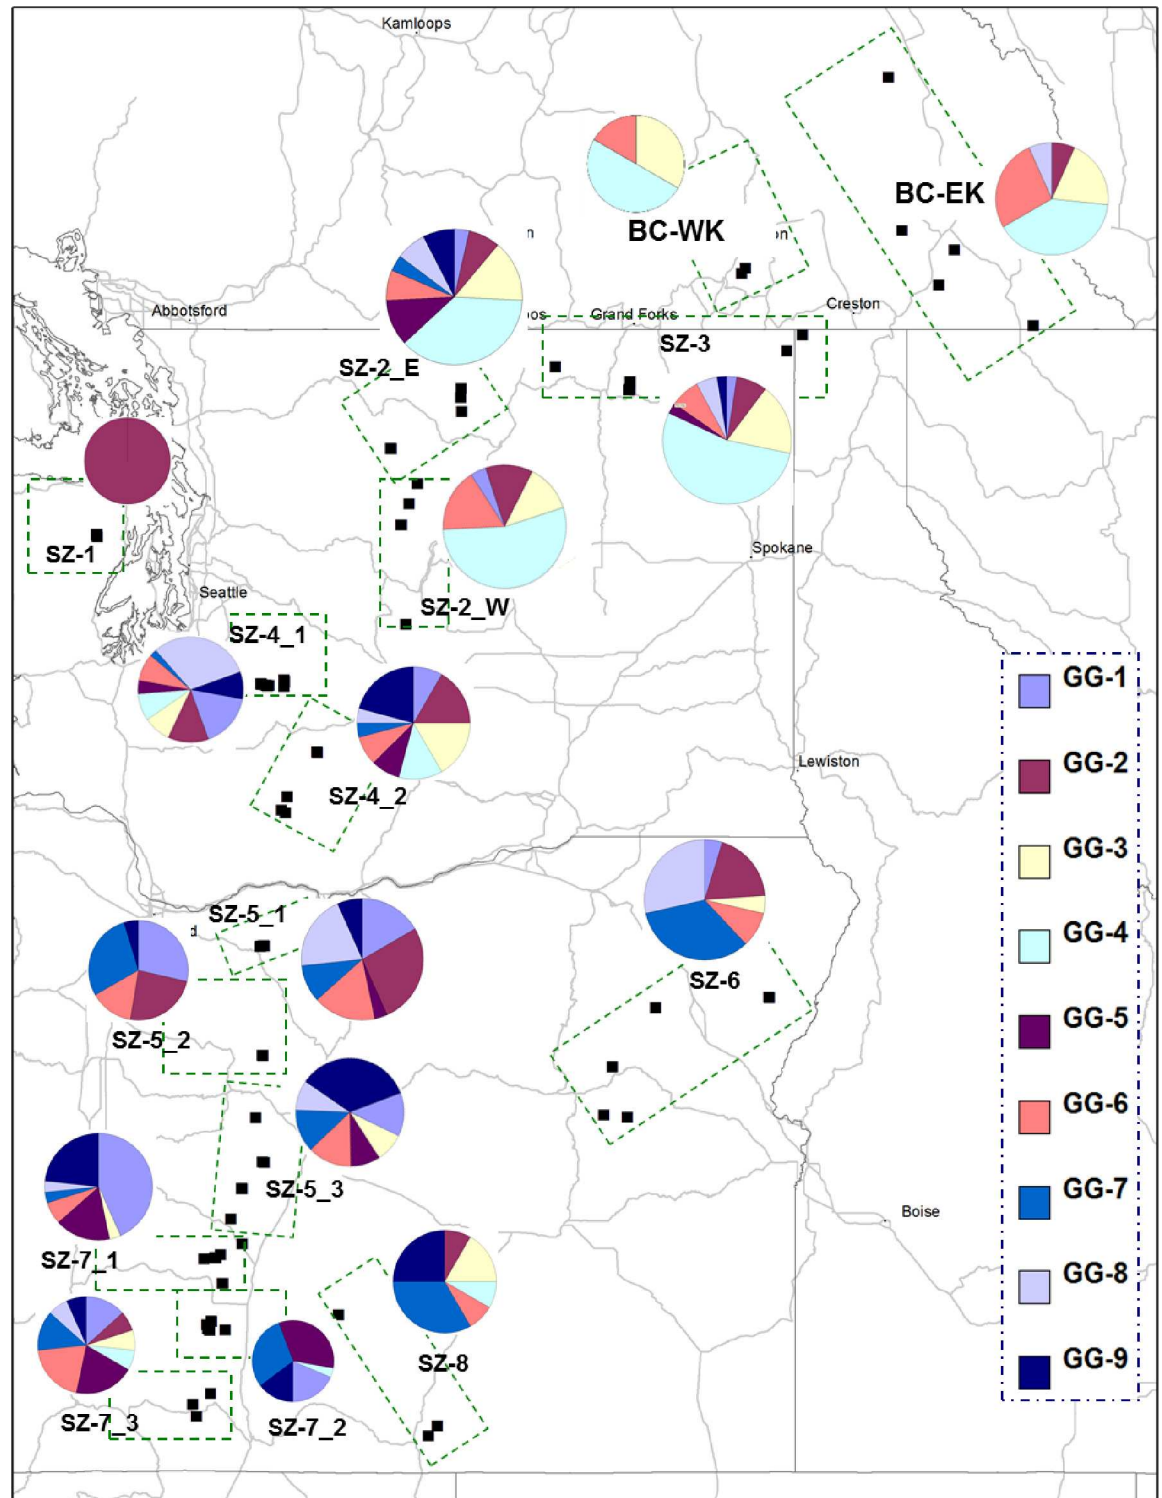 Kamloops
BC-EK
BC-WK
n
on
Creston
Abbotsford
oos
Grand Forks
SZ-3
SZ-2_E
Spokane
SZ-1
Seattle
SZ-2_W
SZ-4_1
GG-1
Lewiston
GG-2
SZ-4_2
GG-3
SZ-5_1
d
GG-4
SZ-6
GG-5
SZ-5_2
GG-6
SZ-5_3
GG-7
Boise
SZ-7_1
GG-8
GG-9
SZ-8
SZ-7_3
SZ-7_2